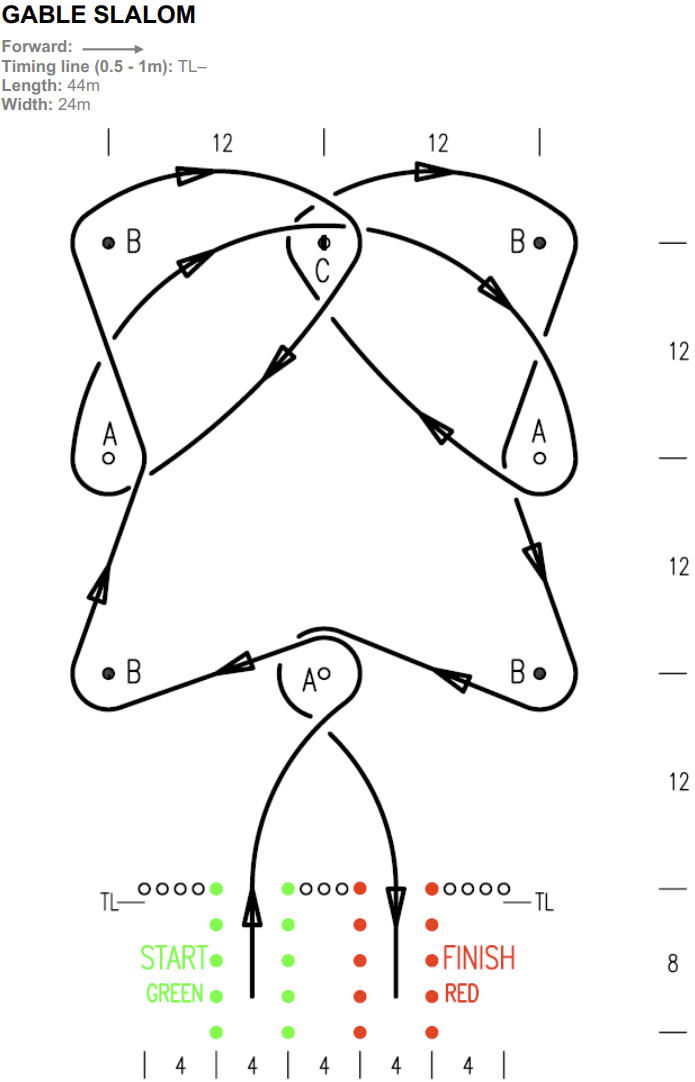 GABLE SLALOM
Forward:
Timing line (0.5 - 1m): TL–
Length: 44m
Width: 24m
12 12
B B
C
12
A A
12
B A B
12
TL TL
START FINISH 8
GREEN RED
4 4 4 4 4